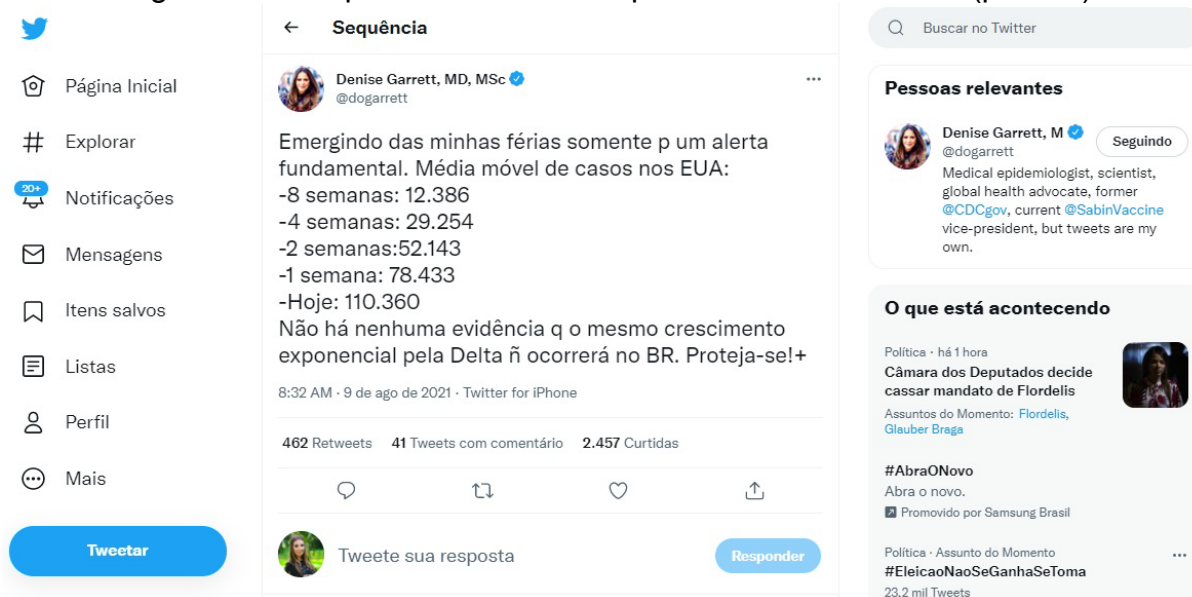 Sequência
Buscar no Twitter
Página Inicial
Explorar
20+
Notificações
Mensagens
Itens salvos
Listas
Perfil
Mais
Tweetar
Denise Garrett, MD, MSc
@dogarrett
Emergindo das minhas férias somente p um alerta
fundamental. Média móvel de casos nos EUA:
-8 semanas: 12.386
-4 semanas: 29.254
-2 semanas:52.143
-1 semana: 78.433
-Hoje: 110.360
Não há nenhuma evidência q o mesmo crescimento
exponencial pela Delta ñ ocorrerá no BR. Proteja-se!+
8:32 AM · 9 de ago de 2021 · Twitter for iPhone
462 Retweets 41 Tweets com comentário 2.457 Curtidas
Tweete sua resposta
Responder
Pessoas relevantes
Denise Garrett, M
@dogarrett
Seguindo
Medical epidemiologist, scientist,
global health advocate, former
@CDCgov, current @SabinVaccine
vice-president, but tweets are my
own.
O que está acontecendo
Política · há 1 hora
Câmara dos Deputados decide
cassar mandato de Flordelis
Assuntos do Momento: Flordelis,
Glauber Braga
#AbraONovo
Abra o novo.
Promovido por Samsung Brasil
Política · Assunto do Momento
#EleicaoNaoSeGanhaSeToma
23,2 mil Tweets